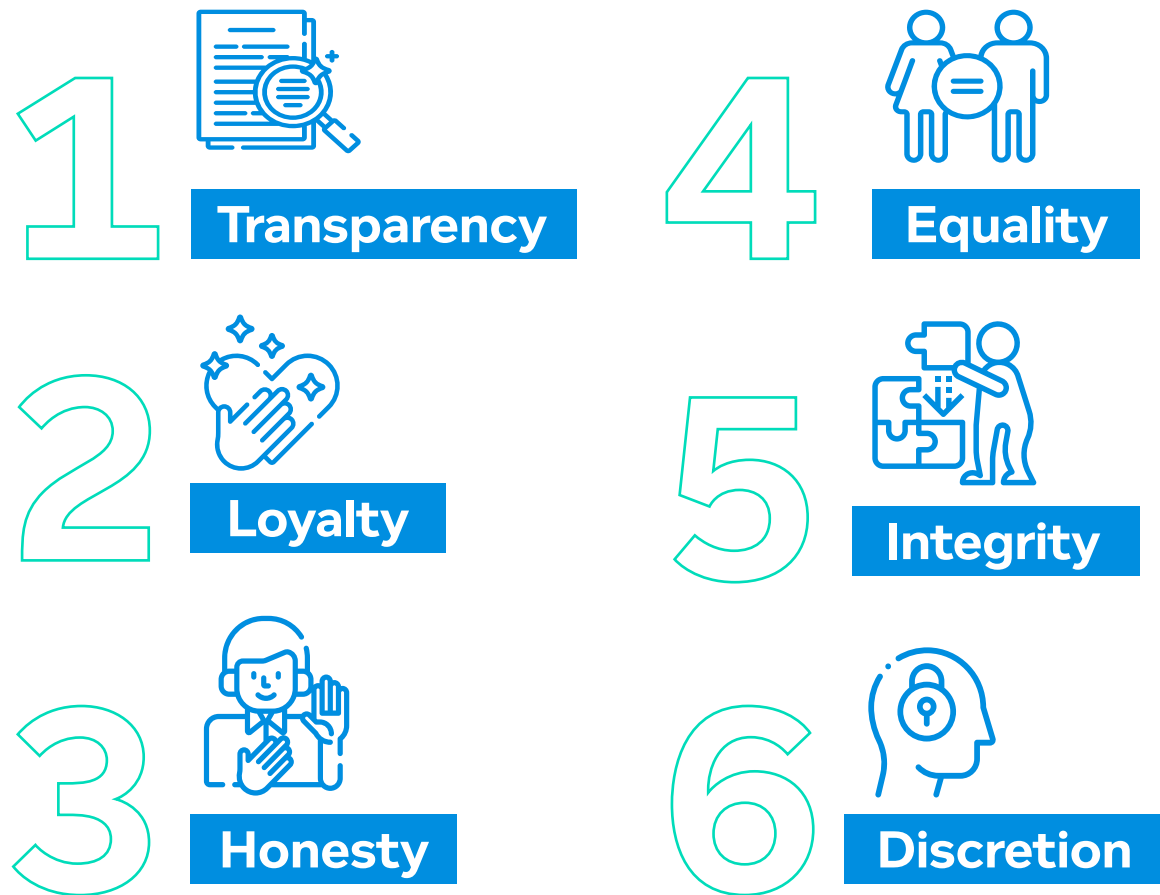 1
Transparency
2
Loyalty
3
Honesty
4
Equality
5
Integrity
6
Discretion